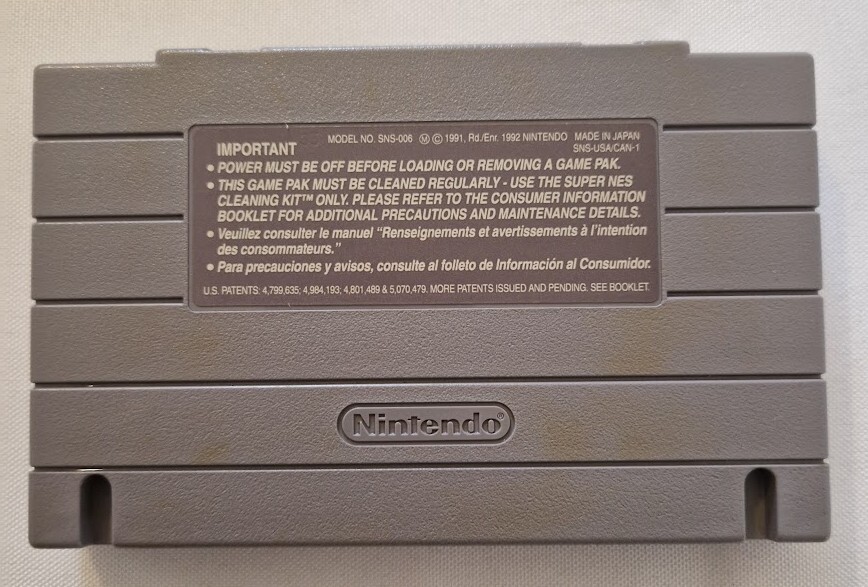 IMPORTANT
MODEL NO. SNS-006 Ⓜ © 1991, Rd./Enr. 1992 NINTENDO MADE IN JAPAN
SNS-USA/CAN-1
• POWER MUST BE OFF BEFORE LOADING OR REMOVING A GAME PAK.
• THIS GAME PAK MUST BE CLEANED REGULARLY - USE THE SUPER NES
CLEANING KIT™ ONLY. PLEASE REFER TO THE CONSUMER INFORMATION
BOOKLET FOR ADDITIONAL PRECAUTIONS AND MAINTENANCE DETAILS.
• Veuillez consulter le manuel “Renseignements et avertissements à l’intention
des consommateurs.”
• Para precauciones y avisos, consulte al folleto de Información al Consumidor.
U.S. PATENTS: 4,799,635; 4,984,193; 4,801,489 & 5,070,479. MORE PATENTS ISSUED AND PENDING. SEE BOOKLET.
Nintendo®